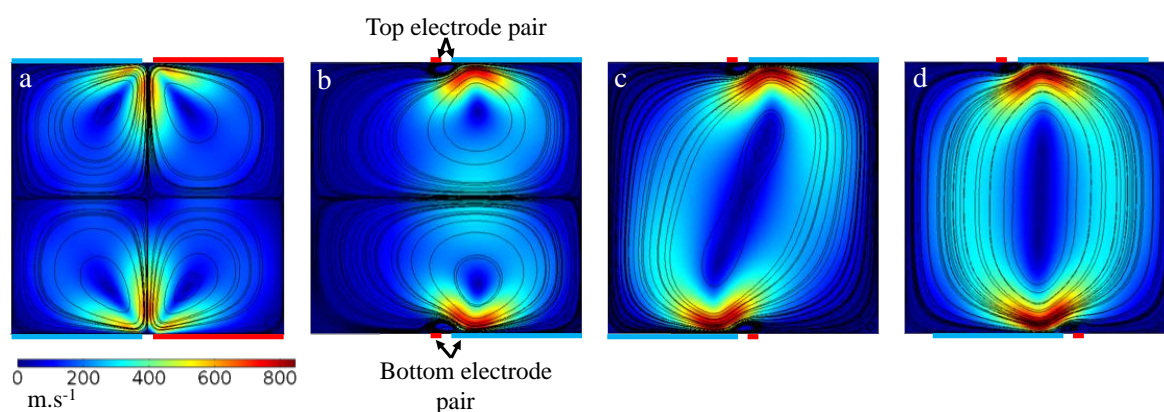 Top electrode pair
a
b
c
d
0 200 400 600 800
m.s-1
Bottom electrode
pair